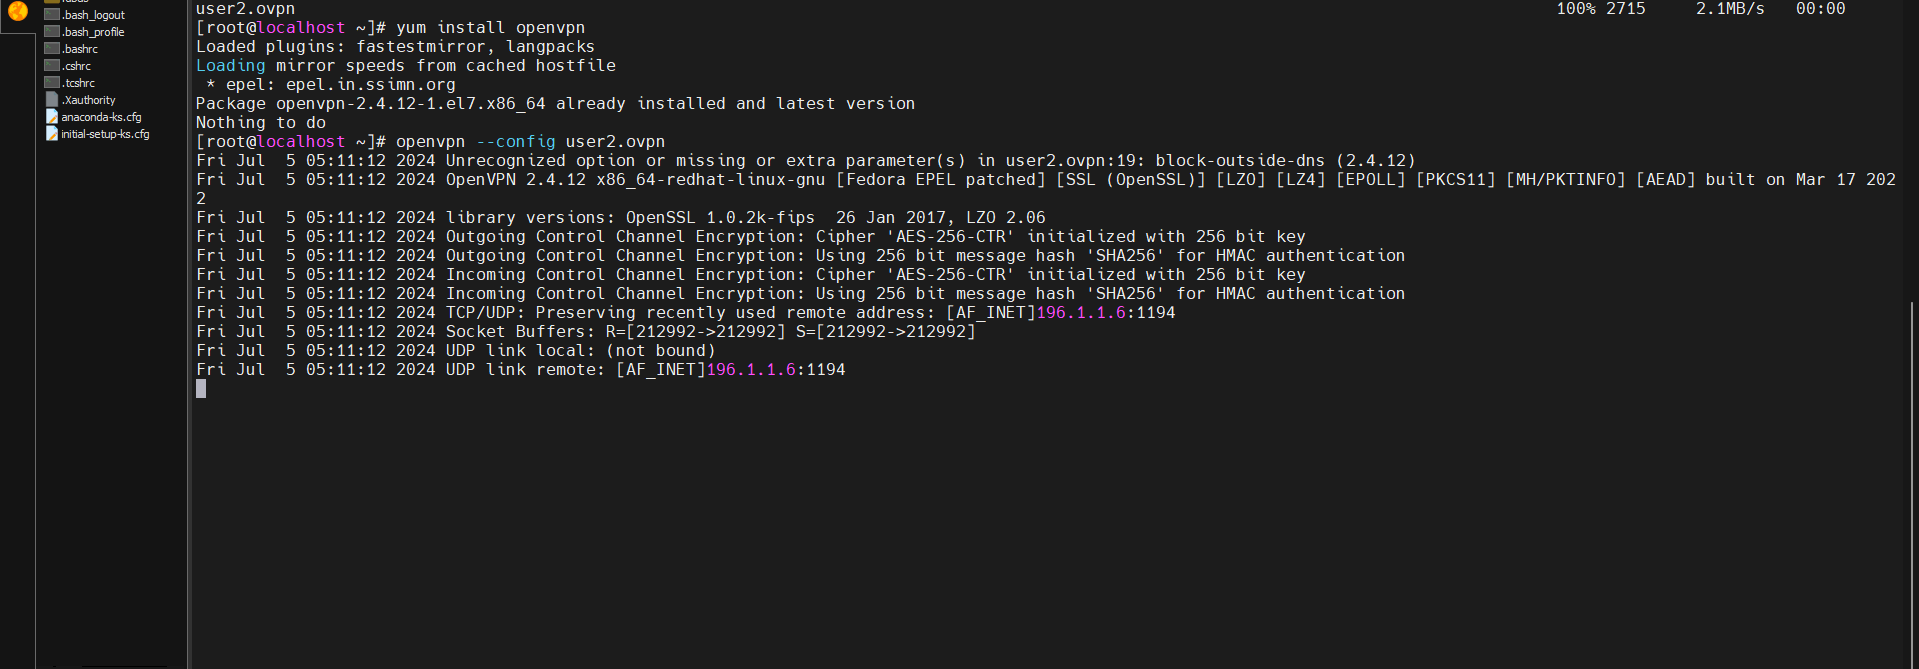 .bash_logout
.bash_profile
.bashrc
.cshrc
.tcshrc
.Xauthority
anaconda-ks.cfg
initial-setup-ks.cfg
user2.ovpn 100% 2715 2.1MB/s 00:00
[root@localhost ~]# yum install openvpn
Loaded plugins: fastestmirror, langpacks
Loading mirror speeds from cached hostfile
 * epel: epel.in.ssimn.org
Package openvpn-2.4.12-1.el7.x86_64 already installed and latest version
Nothing to do
[root@localhost ~]# openvpn --config user2.ovpn
Fri Jul  5 05:11:12 2024 Unrecognized option or missing or extra parameter(s) in user2.ovpn:19: block-outside-dns (2.4.12)
Fri Jul  5 05:11:12 2024 OpenVPN 2.4.12 x86_64-redhat-linux-gnu [Fedora EPEL patched] [SSL (OpenSSL)] [LZO] [LZ4] [EPOLL] [PKCS11] [MH/PKTINFO] [AEAD] built on Mar 17 202
2
Fri Jul  5 05:11:12 2024 library versions: OpenSSL 1.0.2k-fips  26 Jan 2017, LZO 2.06
Fri Jul  5 05:11:12 2024 Outgoing Control Channel Encryption: Cipher 'AES-256-CTR' initialized with 256 bit key
Fri Jul  5 05:11:12 2024 Outgoing Control Channel Encryption: Using 256 bit message hash 'SHA256' for HMAC authentication
Fri Jul  5 05:11:12 2024 Incoming Control Channel Encryption: Cipher 'AES-256-CTR' initialized with 256 bit key
Fri Jul  5 05:11:12 2024 Incoming Control Channel Encryption: Using 256 bit message hash 'SHA256' for HMAC authentication
Fri Jul  5 05:11:12 2024 TCP/UDP: Preserving recently used remote address: [AF_INET]196.1.1.6:1194
Fri Jul  5 05:11:12 2024 Socket Buffers: R=[212992->212992] S=[212992->212992]
Fri Jul  5 05:11:12 2024 UDP link local: (not bound)
Fri Jul  5 05:11:12 2024 UDP link remote: [AF_INET]196.1.1.6:1194